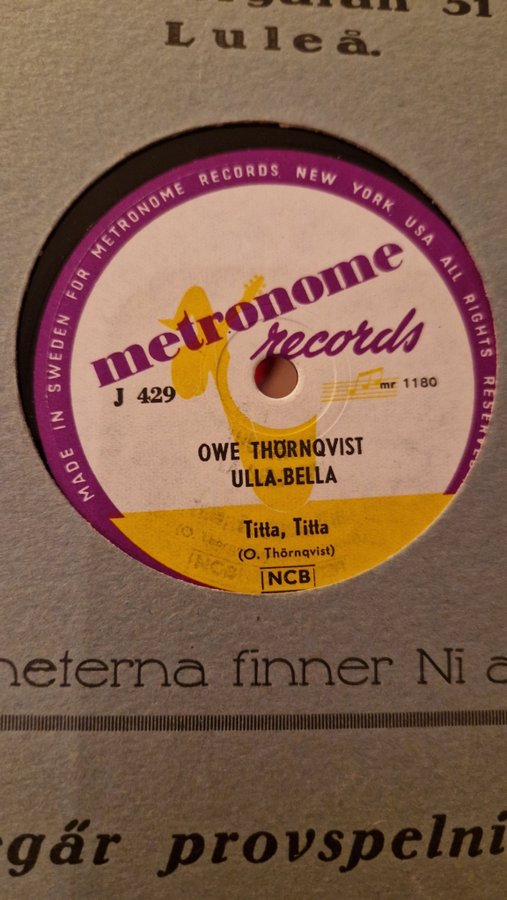 51
Luleå.
MADE IN SWEDEN FOR METRONOME RECORDS NEW YORK USA ALL RIGHTS RESERVED
metronome
records
J 429
mr 1180
OWE THÖRNQVIST
ULLA-BELLA
Titta, Titta
(O. Thörnqvist)
NCB
finner Ni
provspelni